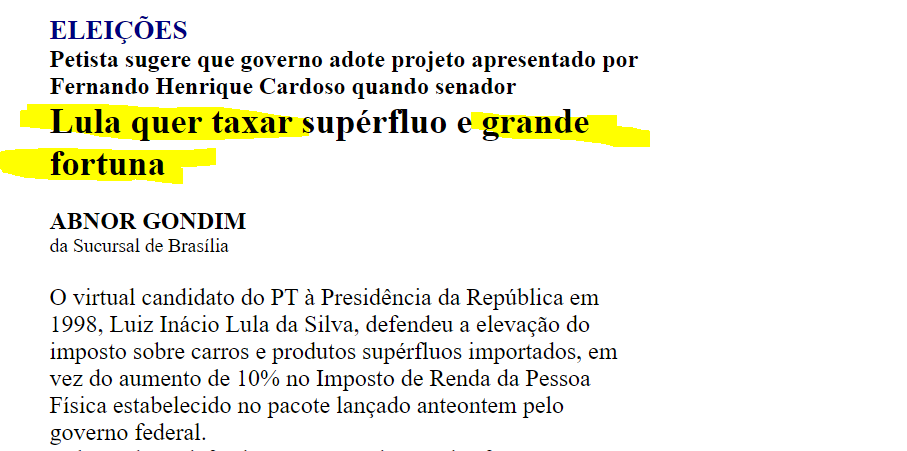 ELEIÇÕES
Petista sugere que governo adote projeto apresentado por
Fernando Henrique Cardoso quando senador
Lula quer taxar supérfluo e grande
fortuna
ABNOR GONDIM
da Sucursal de Brasília
O virtual candidato do PT à Presidência da República em
1998, Luiz Inácio Lula da Silva, defendeu a elevação do
imposto sobre carros e produtos supérfluos importados, em
vez do aumento de 10% no Imposto de Renda da Pessoa
Física estabelecido no pacote lançado anteontem pelo
governo federal.